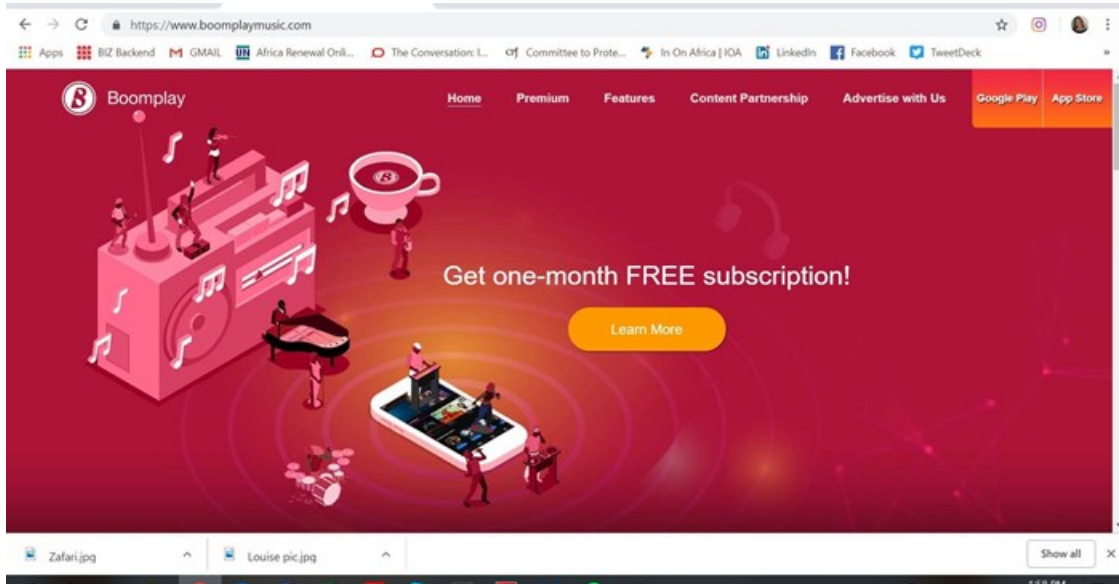 https://www.boomplaymusic.com
Apps BIZ Backend GMAIL Africa Renewal Onli... The Conversation: I... Committee to Prote... In On Africa | IOA LinkedIn Facebook TweetDeck »
B Boomplay Home Premium Features Content Partnership Advertise with Us Google Play App Store
B
Get one-month FREE subscription!
Learn More
Zafari.jpg Louise pic.jpg Show all